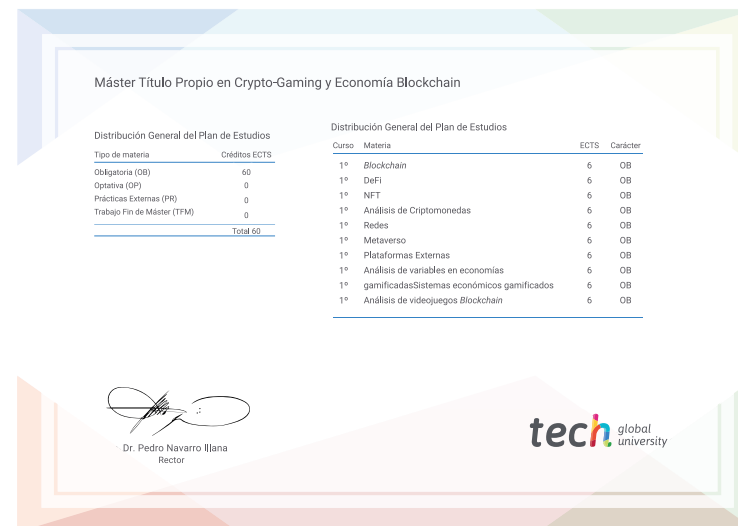 Máster Título Propio en Crypto-Gaming y Economía Blockchain
Distribución General del Plan de Estudios
Tipo de materia Créditos ECTS
Obligatoria (OB) 60
Optativa (OP) 0
Prácticas Externas (PR) 0
Trabajo Fin de Máster (TFM) 0
Total 60
Distribución General del Plan de Estudios
Curso Materia ECTS Carácter
1º Blockchain 6 OB
1º DeFi 6 OB
1º NFT 6 OB
1º Análisis de Criptomonedas 6 OB
1º Redes 6 OB
1º Metaverso 6 OB
1º Plataformas Externas 6 OB
1º Análisis de variables en economías 6 OB
1º gamificadasSistemas económicos gamificados 6 OB
1º Análisis de videojuegos Blockchain 6 OB
Dr. Pedro Navarro Illana
Rector
tech global
university